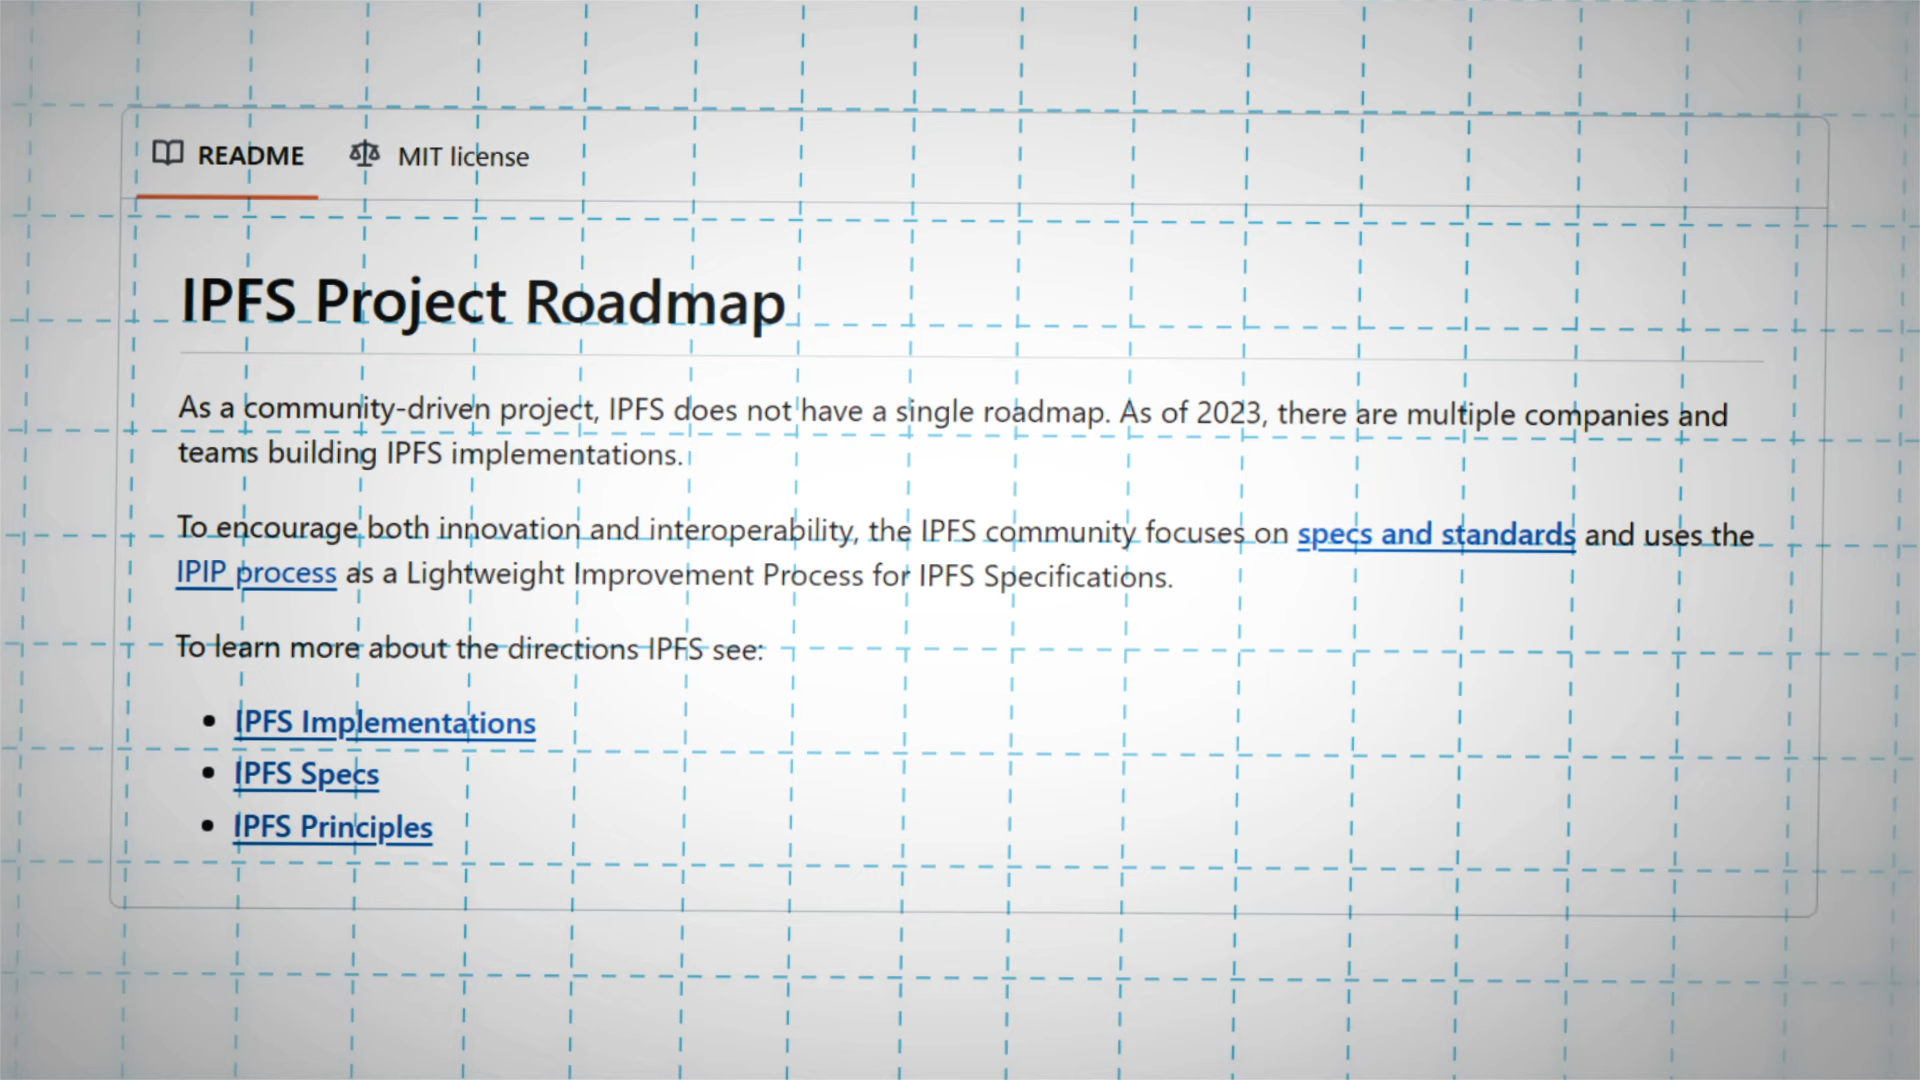 README MIT license
IPFS Project Roadmap
As a community-driven project, IPFS does not have a single roadmap. As of 2023, there are multiple companies and
teams building IPFS implementations.
To encourage both innovation and interoperability, the IPFS community focuses on specs and standards and uses the
IPIP process as a Lightweight Improvement Process for IPFS Specifications.
To learn more about the directions IPFS see:
• IPFS Implementations
• IPFS Specs
• IPFS Principles